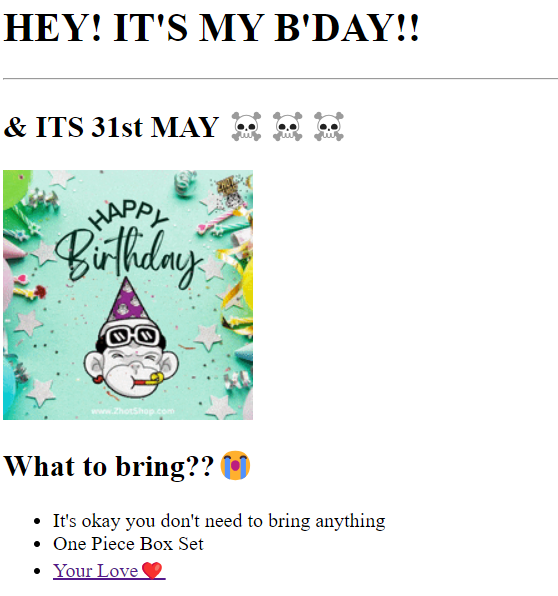 HEY! IT'S MY B'DAY!!
& ITS 31st MAY ☠️ ☠️ ☠️
HAPPY
Birthday
www.ZhotShop.com
What to bring?? 😭
It's okay you don't need to bring anything
One Piece Box Set
Your Love❤️